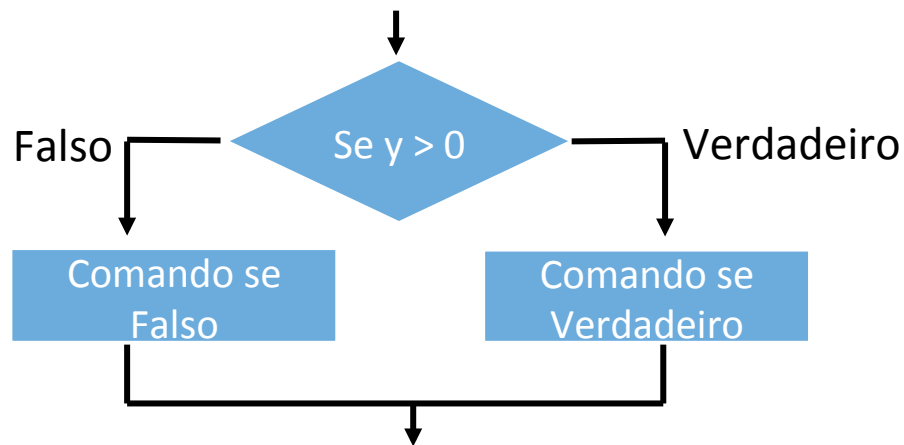 Se y > 0
Falso
Verdadeiro
Comando se
Falso
Comando se
Verdadeiro